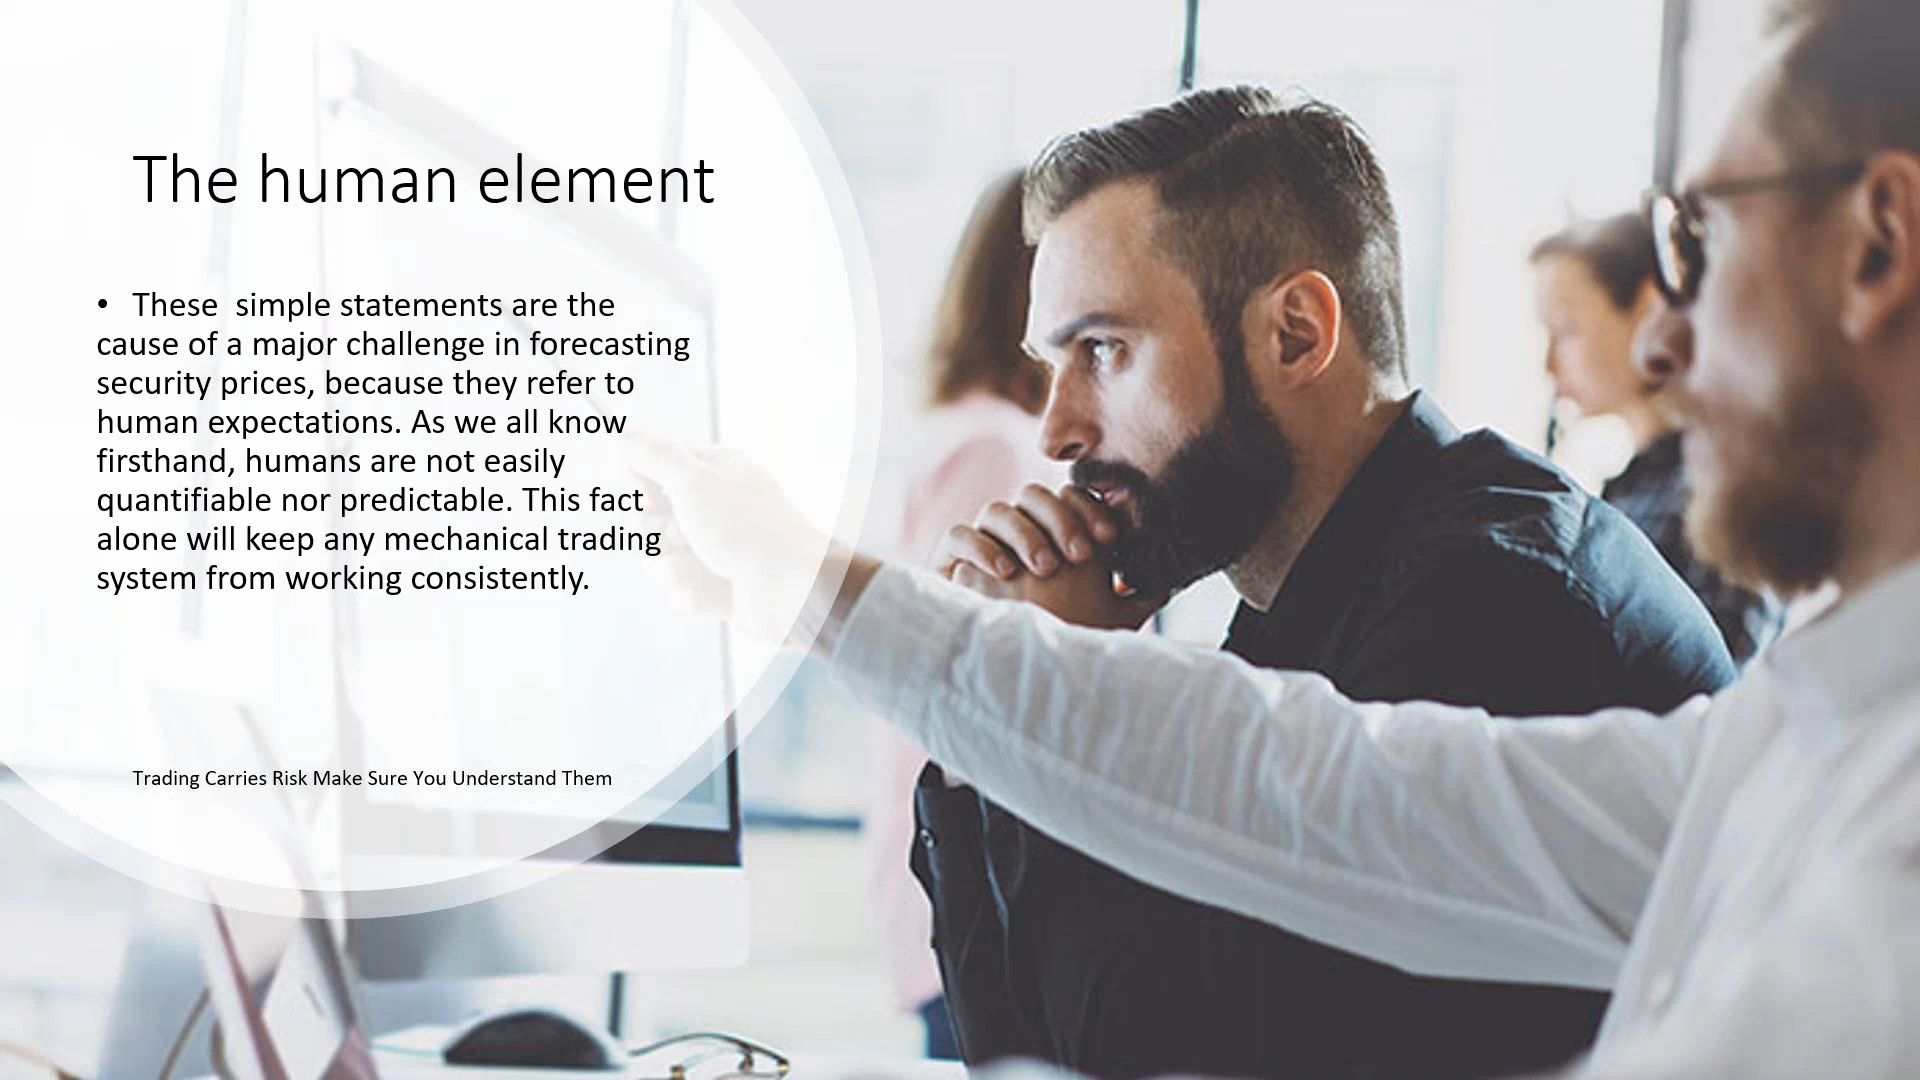 The human element
• These  simple statements are the
cause of a major challenge in forecasting
security prices, because they refer to
human expectations. As we all know
firsthand, humans are not easily
quantifiable nor predictable. This fact
alone will keep any mechanical trading
system from working consistently.
Trading Carries Risk Make Sure You Understand Them